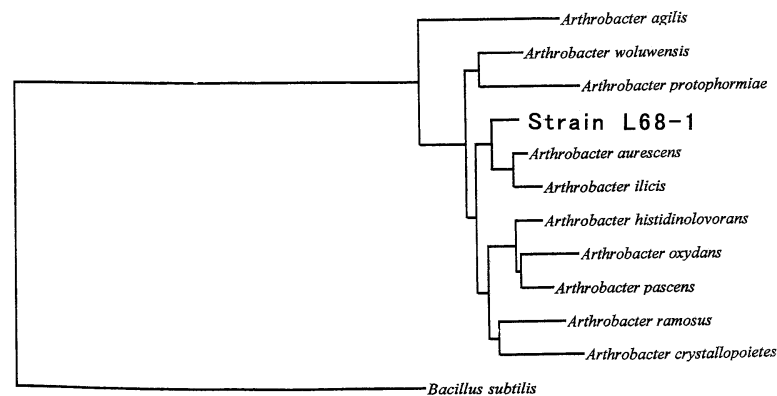 Arthrobacter agilis
Arthrobacter woluwensis
Arthrobacter protophormiae
Strain L68-1
Arthrobacter aurescens
Arthrobacter ilicis
Arthrobacter histidinolovorans
Arthrobacter oxydans
Arthrobacter pascens
Arthrobacter ramosus
Arthrobacter crystallopoietes
Bacillus subtilis